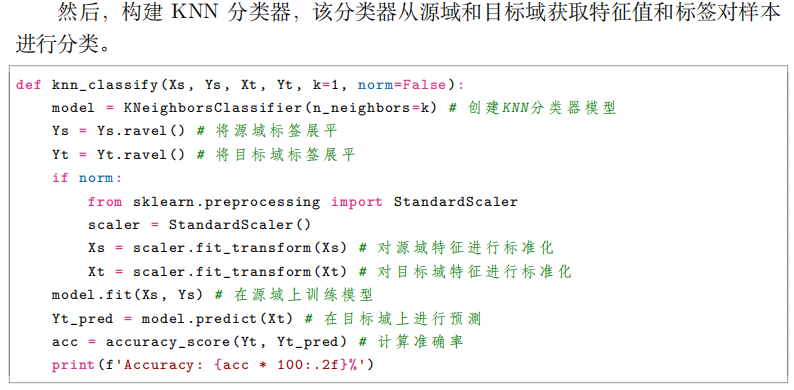 然后，构建 KNN 分类器，该分类器从源域和目标域获取特征值和标签对样本
进行分类。
def knn_classify(Xs, Ys, Xt, Yt, k=1, norm=False):
    model = KNeighborsClassifier(n_neighbors=k) # 创建KNN分类器模型
    Ys = Ys.ravel() # 将源域标签展平
    Yt = Yt.ravel() # 将目标域标签展平
    if norm:
        from sklearn.preprocessing import StandardScaler
        scaler = StandardScaler()
        Xs = scaler.fit_transform(Xs) # 对源域特征进行标准化
        Xt = scaler.fit_transform(Xt) # 对目标域特征进行标准化
    model.fit(Xs, Ys) # 在源域上训练模型
    Yt_pred = model.predict(Xt) # 在目标域上进行预测
    acc = accuracy_score(Yt, Yt_pred) # 计算准确率
    print(f'Accuracy: {acc * 100:.2f}%')